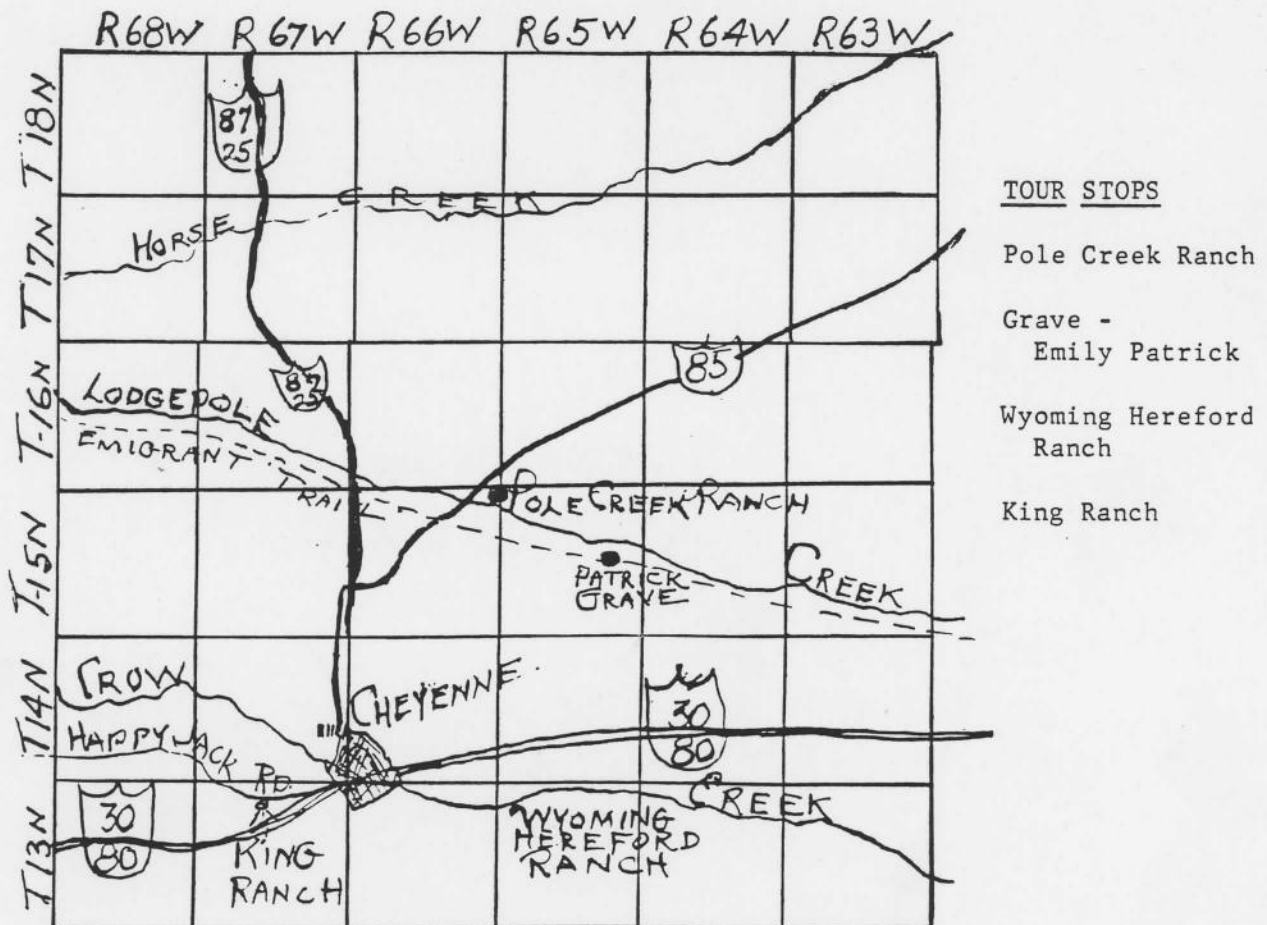 R68W R67W R66W R65W R64W R63W
T18N
87
25
HORSE CREEK
T17N
TOUR STOPS
Pole Creek Ranch
Grave -
Emily Patrick
Wyoming Hereford
Ranch
King Ranch
T-16N
87
25
85
LODGEPOLE
EMIGRANT
TRAIL
POLE CREEK RANCH
T-15N
PATRICK
GRAVE
CREEK
T14N
CROW
CHEYENNE
30
80
HAPPY JACK RD.
T13N
30
80
KING
RANCH
WYOMING
HEREFORD
RANCH
CREEK